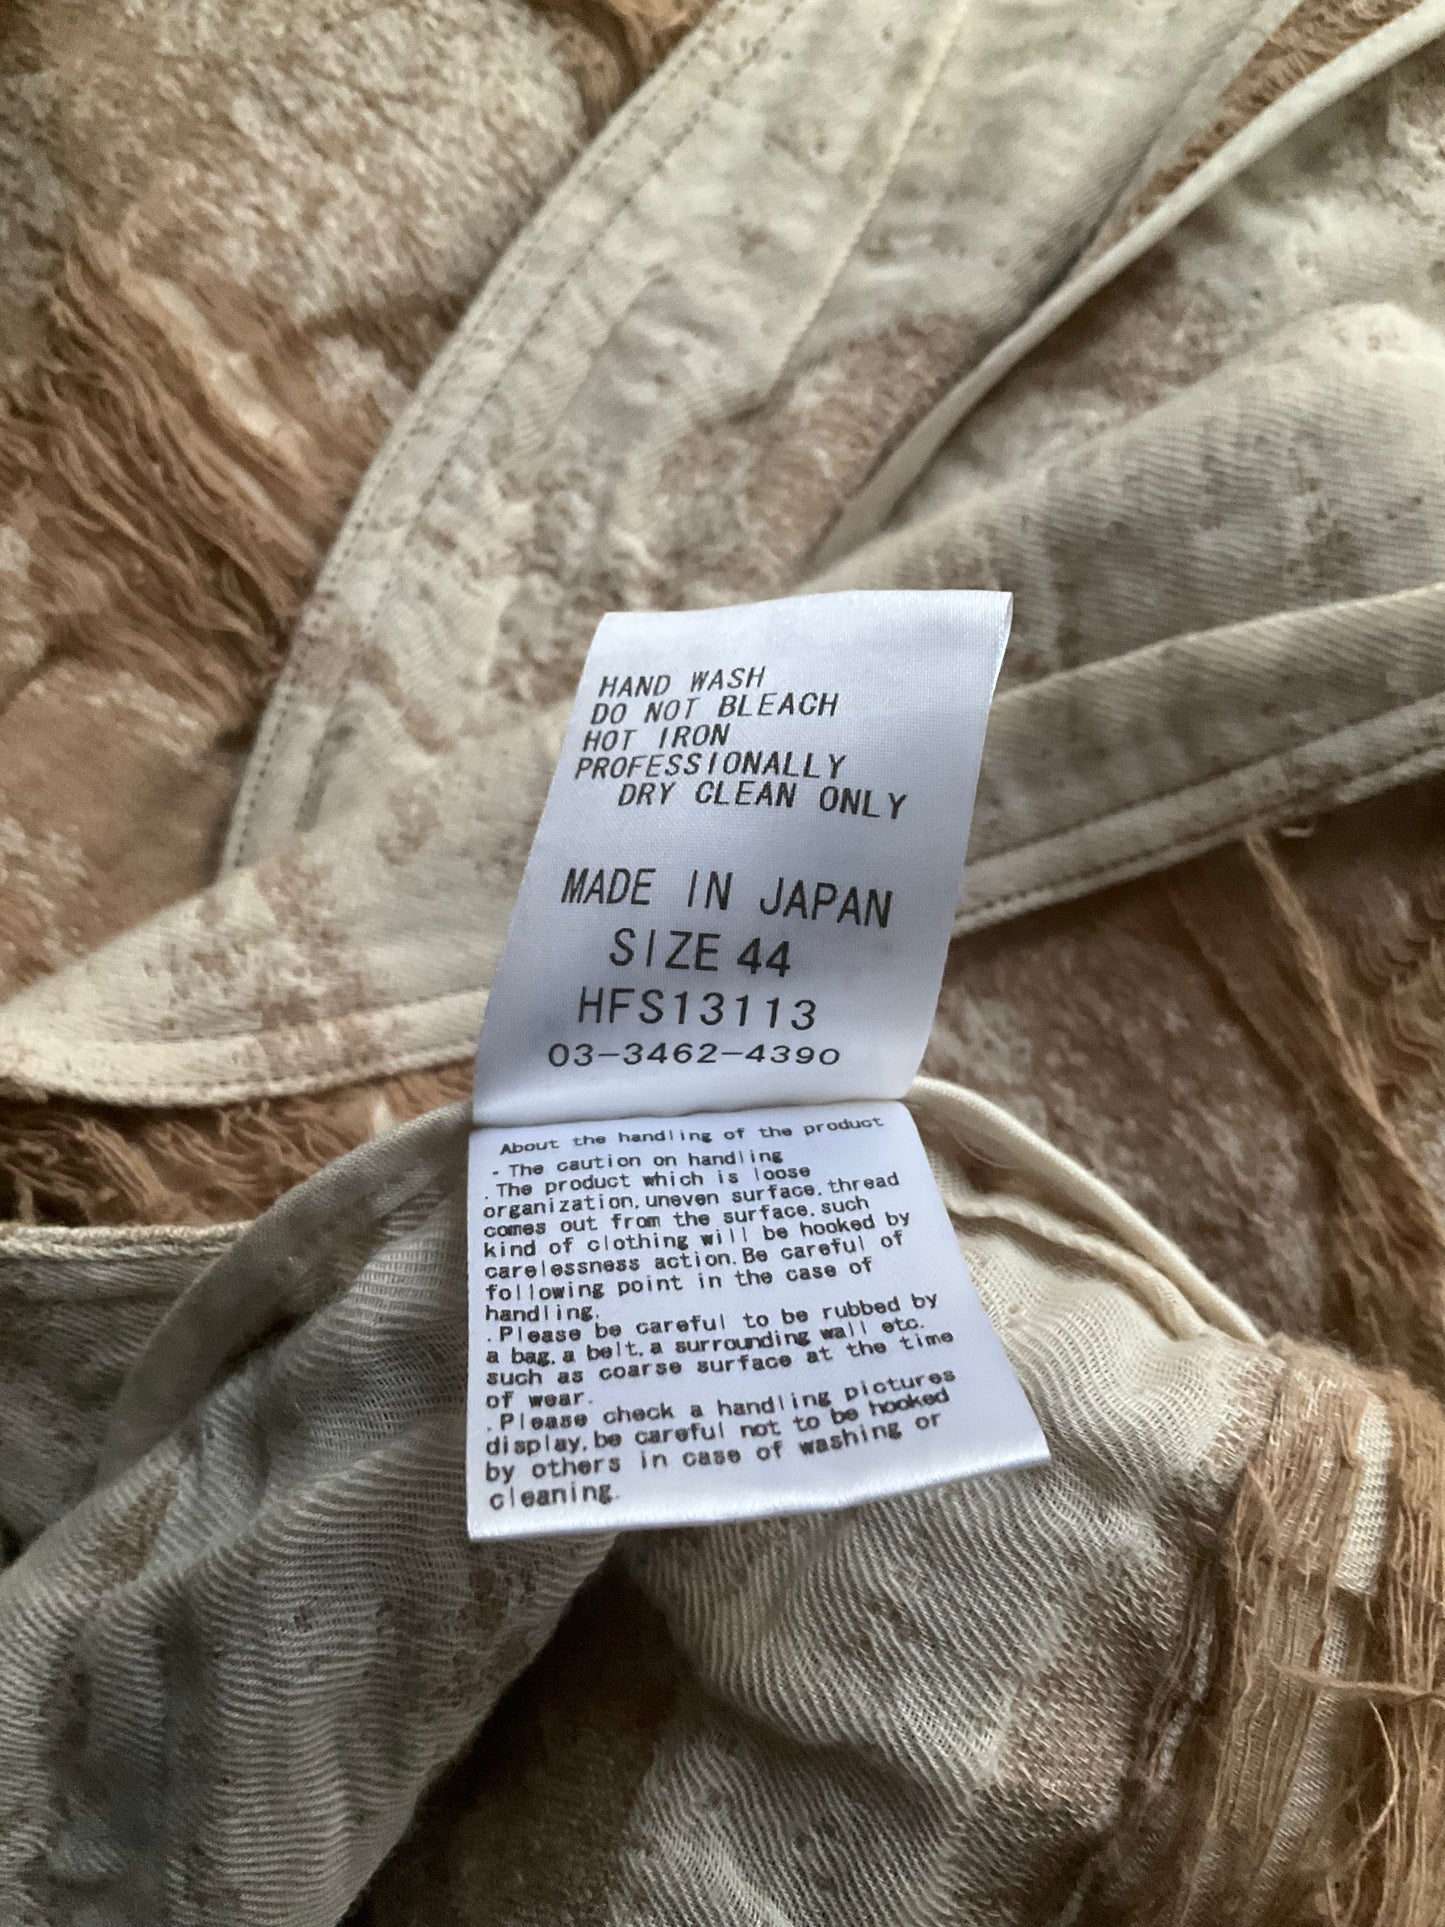 HAND WASH
DO NOT BLEACH
HOT IRON
PROFESSIONALLY
DRY CLEAN ONLY
MADE IN JAPAN
SIZE 44
HFS13113
03-3462-4390
About the handling of the product
- The caution on handling
.The product which is loose
organization,uneven surface,thread
comes out from the surface,such
kind of clothing will be hooked by
carelessness action.Be careful of
following point in the case of
handling.
.Please be careful to be rubbed by
a bag,a belt,a surrounding wall etc.
such as coarse surface at the time
of wear.
.Please check a handling pictures
display,be careful not to be hooked
by others in case of washing or
cleaning.